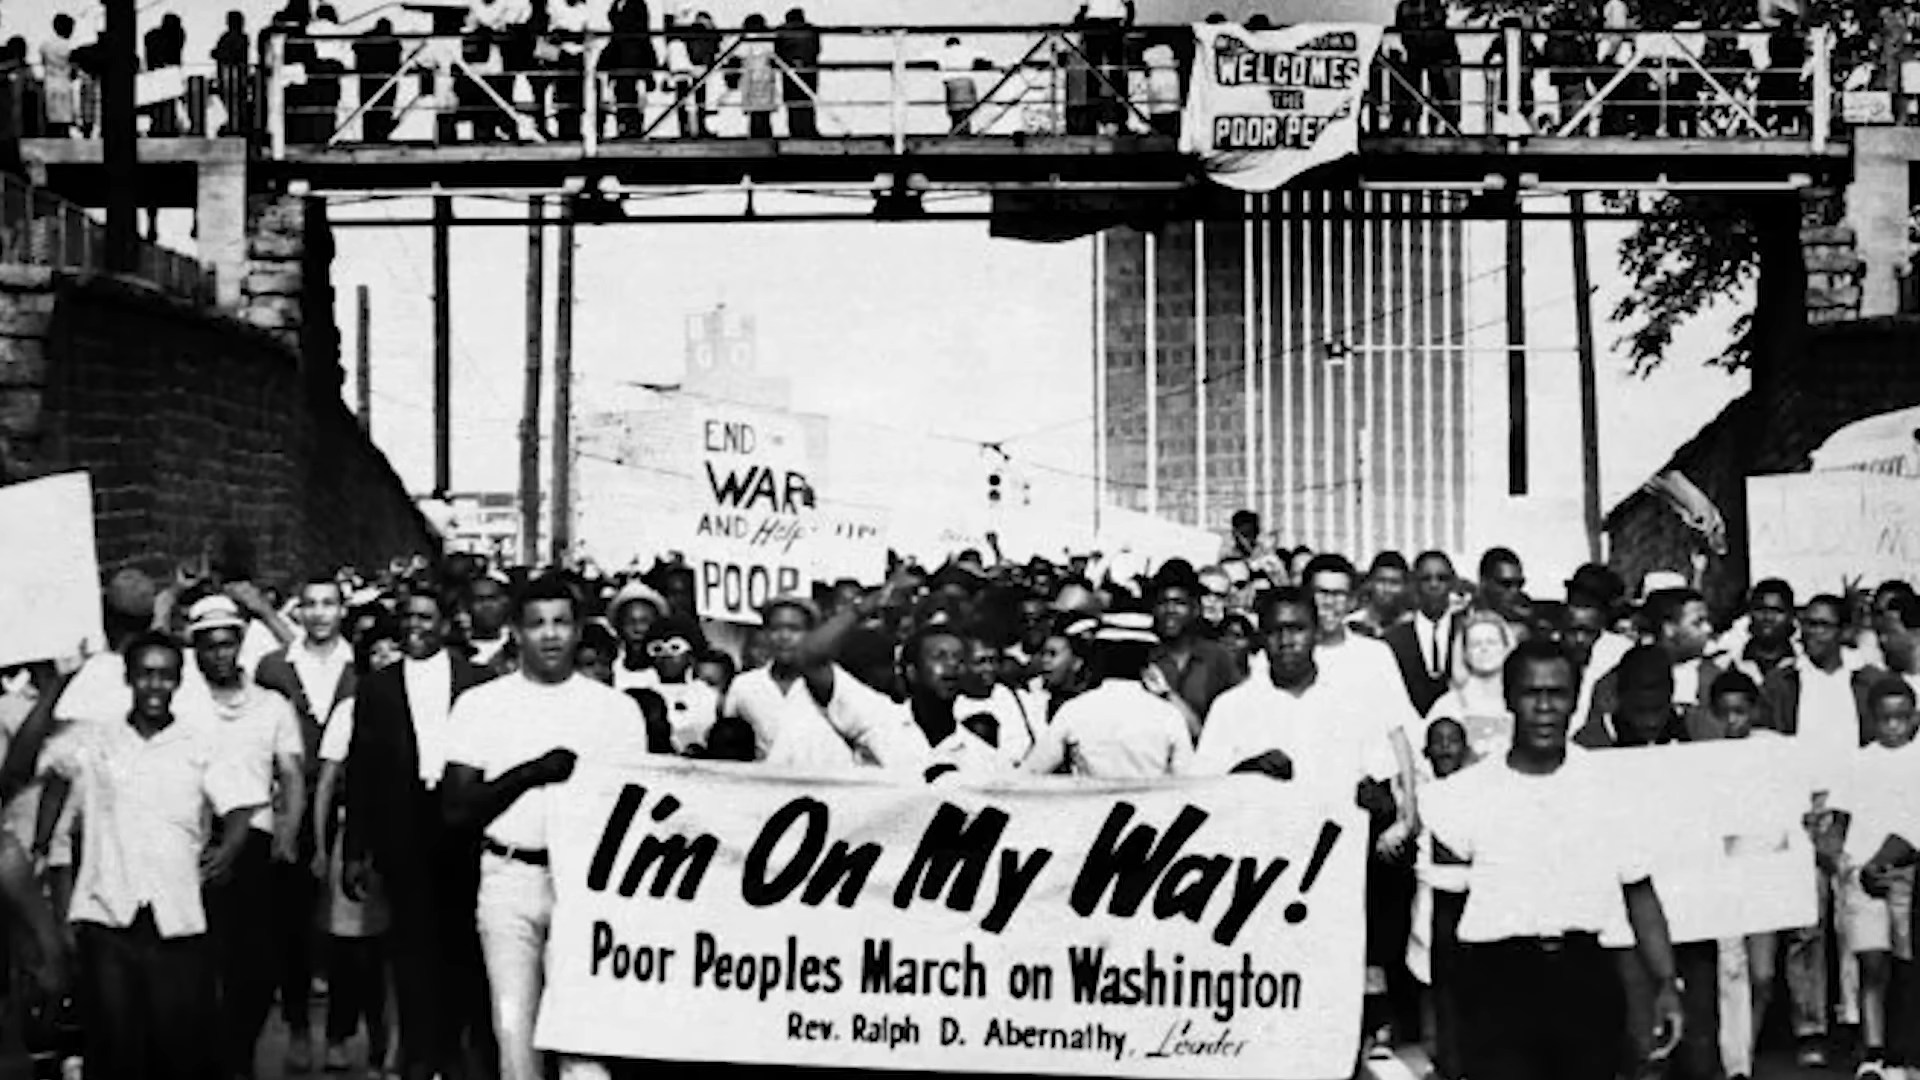 WELCOMES
THE
POOR
END
WAR
AND Help
POOR
I'm On My Way!
Poor Peoples March on Washington
Rev. Ralph D. Abernathy, Leader